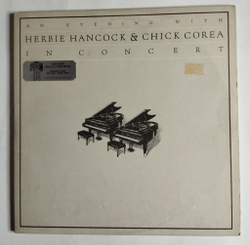 AN EVENING WITH
HERBIE HANCOCK & CHICK COREA
IN CONCERT